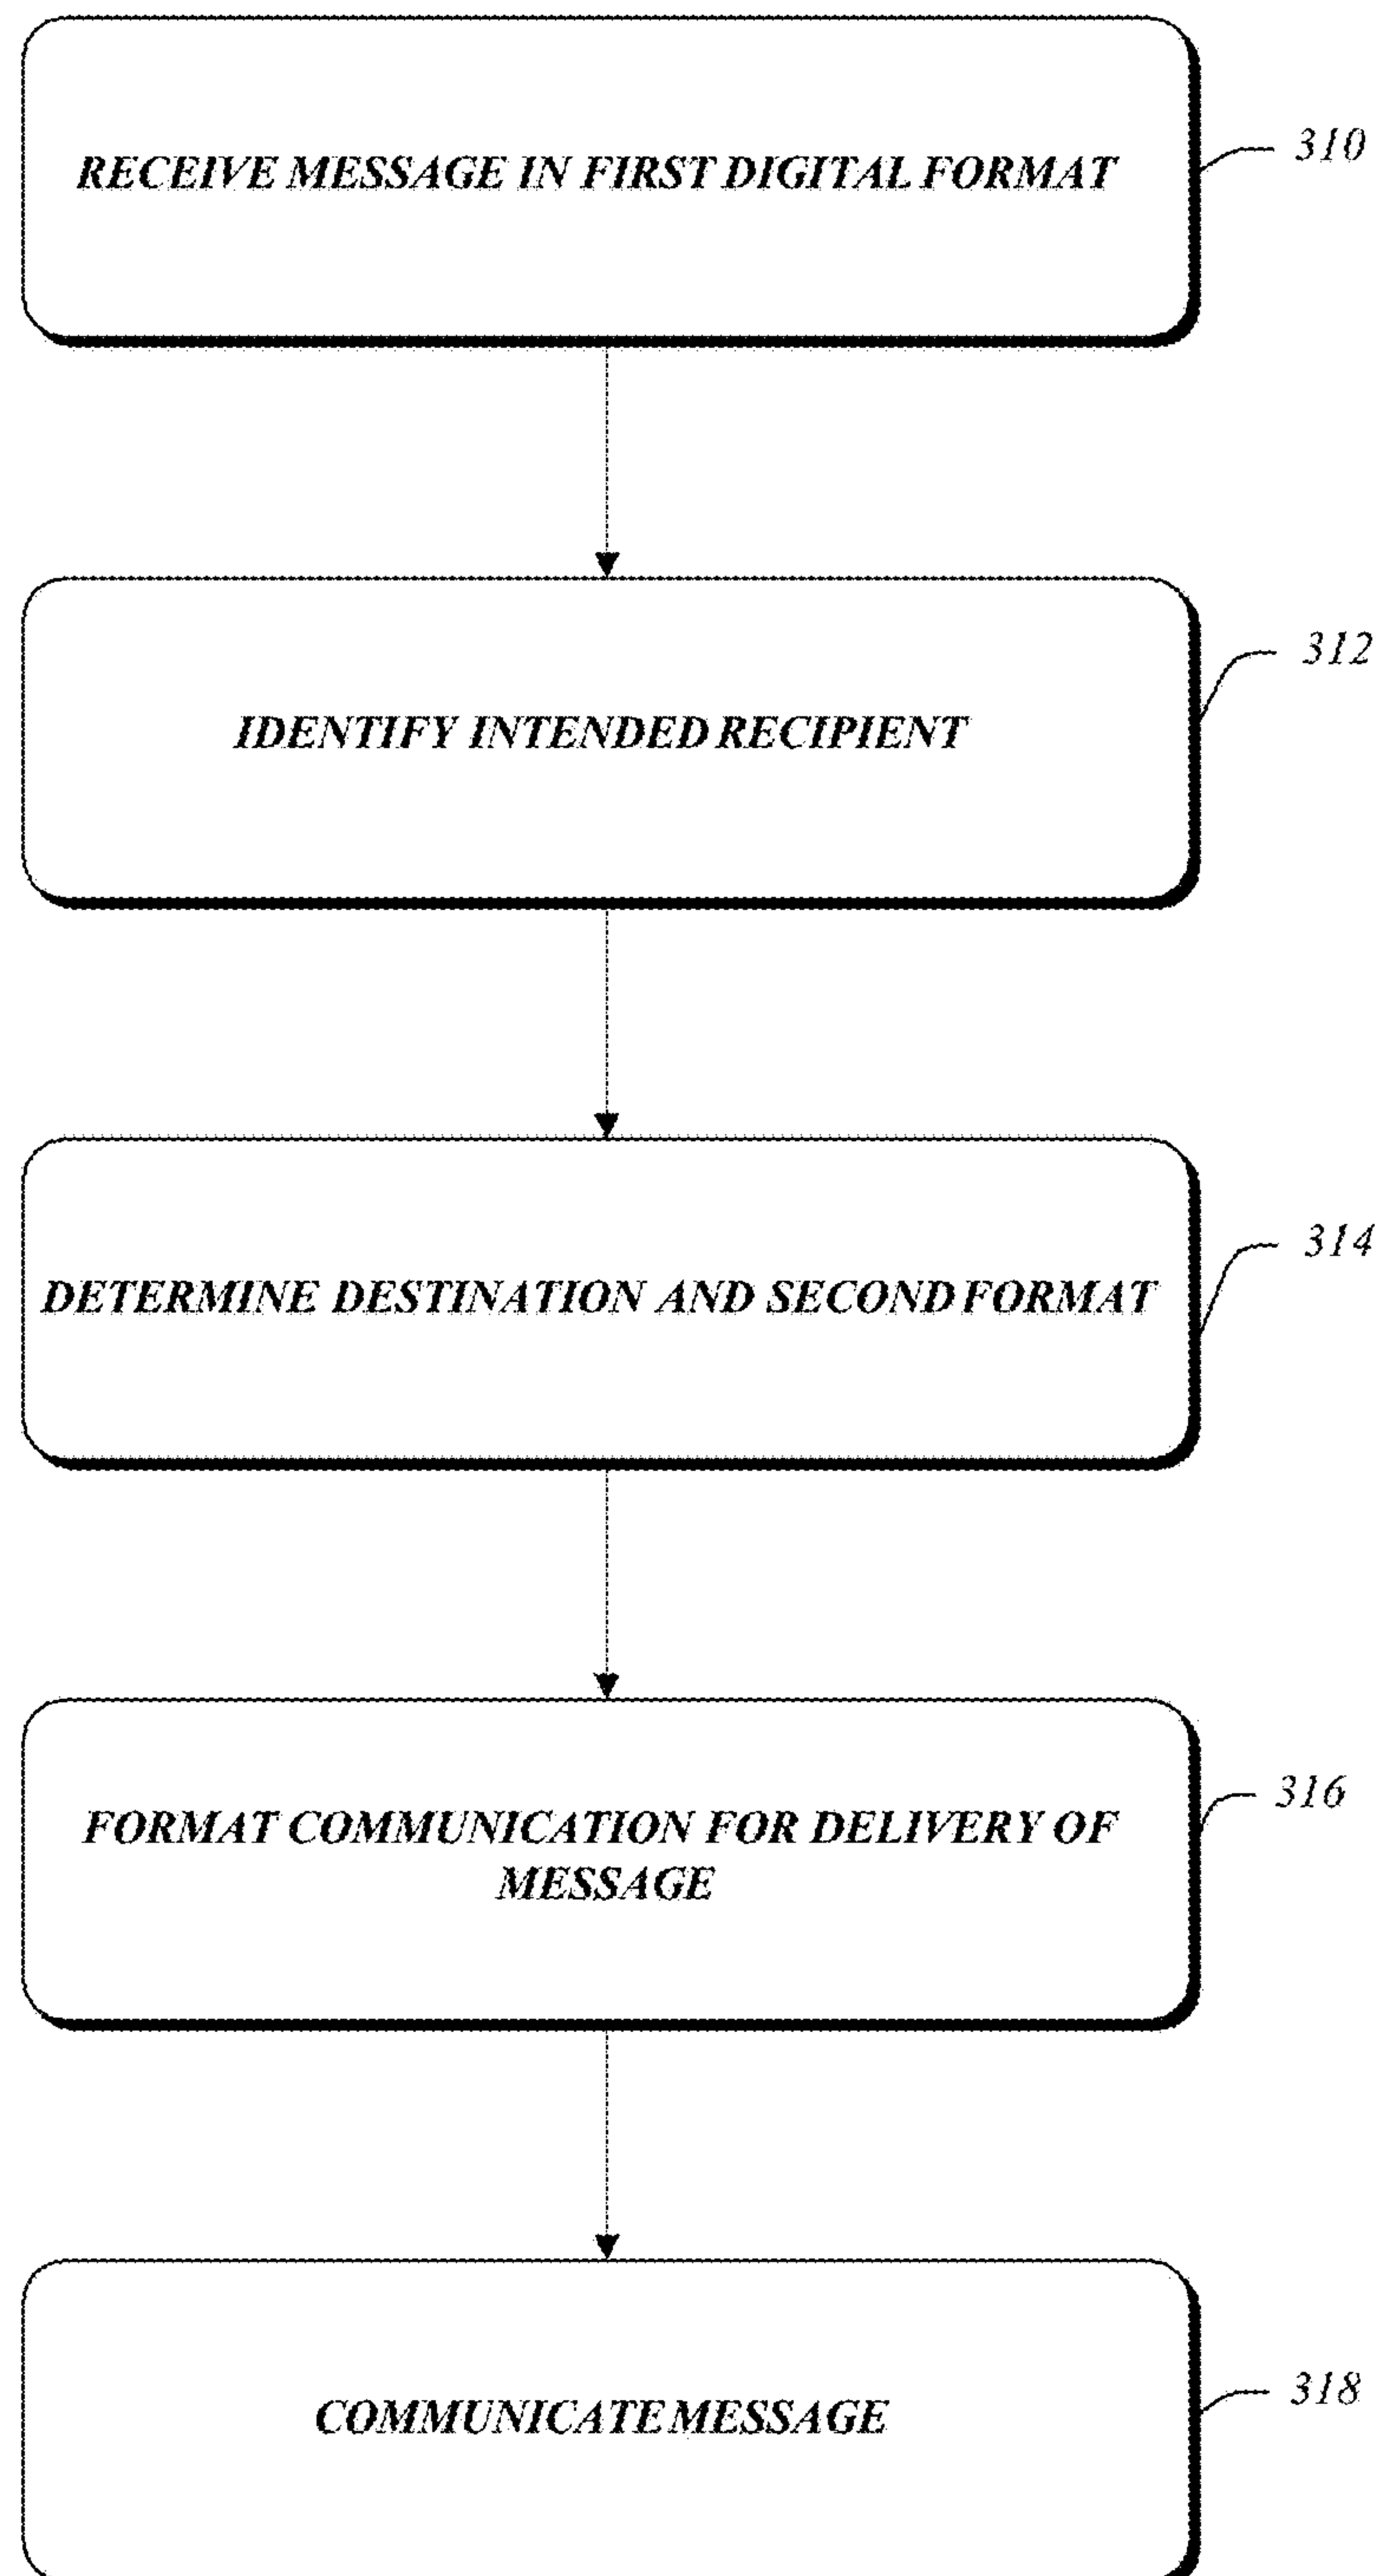 RECEIVE MESSAGE IN FIRST DIGITAL FORMAT
310
IDENTIFY INTENDED RECIPIENT
312
DETERMINE DESTINATION AND SECOND FORMAT
314
FORMAT COMMUNICATION FOR DELIVERY OF
MESSAGE
316
COMMUNICATE MESSAGE
318